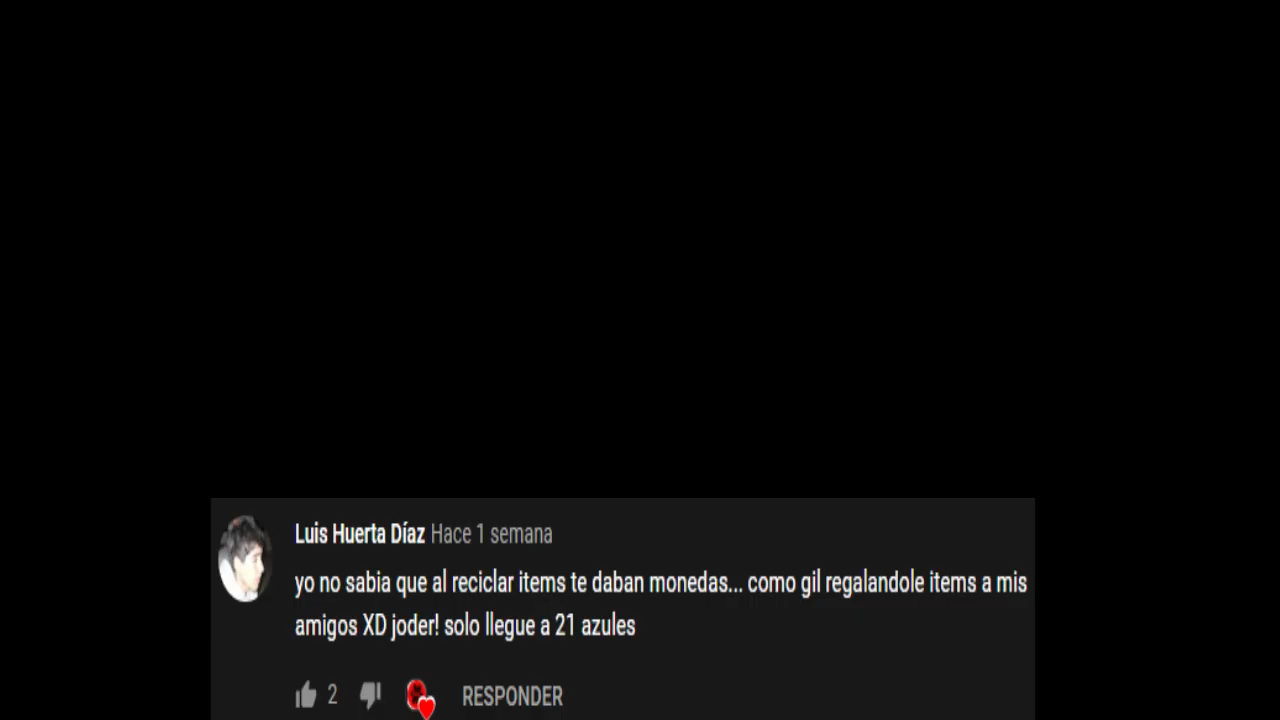 Luis Huerta Díaz Hace 1 semana
yo no sabia que al reciclar items te daban monedas... como gil regalandole items a mis
amigos XD joder! solo llegue a 21 azules
2 RESPONDER